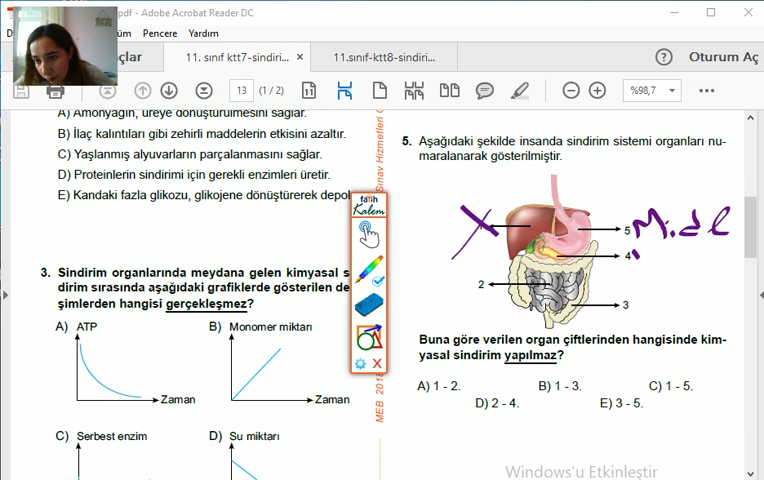 .pdf - Adobe Acrobat Reader DC
Pencere Yardım
11. sınıf ktt7-sindiri... ×
11.sınıf-ktt8-sindiri...
Oturum Aç
13 (1 / 2)
%98,7
A) Amonyağın, üreye dönüştürülmesini sağlar.
B) İlaç kalıntıları gibi zehirli maddelerin etkisini azaltır.
C) Yaşlanmış alyuvarların parçalanmasını sağlar.
D) Proteinlerin sindirimi için gerekli enzimleri üretir.
E) Kandaki fazla glikozu, glikojene dönüştürerek depol
3. Sindirim organlarında meydana gelen kimyasal s
dirim sırasında aşağıdaki grafiklerde gösterilen de
şimlerden hangisi gerçekleşmez?
A) ATP
Zaman
B) Monomer miktarı
Zaman
C) Serbest enzim
D) Su miktarı
fatih
Kalem
MEB 2018
Sınav Hizmetleri
5. Aşağıdaki şekilde insanda sindirim sistemi organları nu-
maralanarak gösterilmiştir.
5
Mide
4
2
3
Buna göre verilen organ çiftlerinden hangisinde kim-
yasal sindirim yapılmaz?
A) 1 - 2. B) 1 - 3. C) 1 - 5.
D) 2 - 4. E) 3 - 5.
Windows'u Etkinleştir